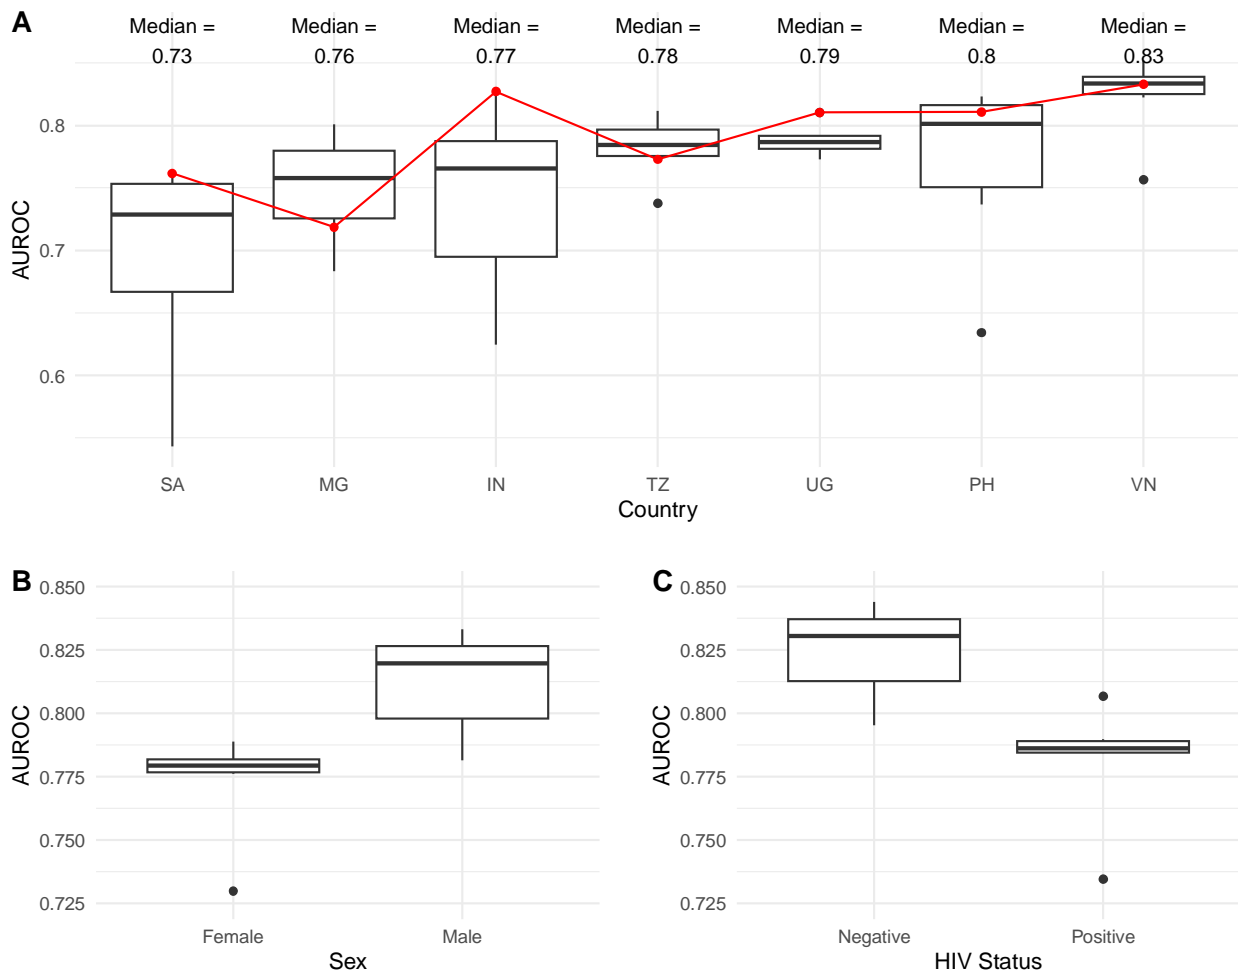 A
Median = Median = Median = Median = Median = Median = Median =
0.73 0.76 0.77 0.78 0.79 0.8 0.83
0.8
0.7
0.6
AUROC
SA MG IN TZ UG PH VN
Country
B
0.850
0.825
0.800
0.775
0.750
0.725
AUROC
Female Male
Sex
C
0.850
0.825
0.800
0.775
0.750
0.725
AUROC
Negative Positive
HIV Status